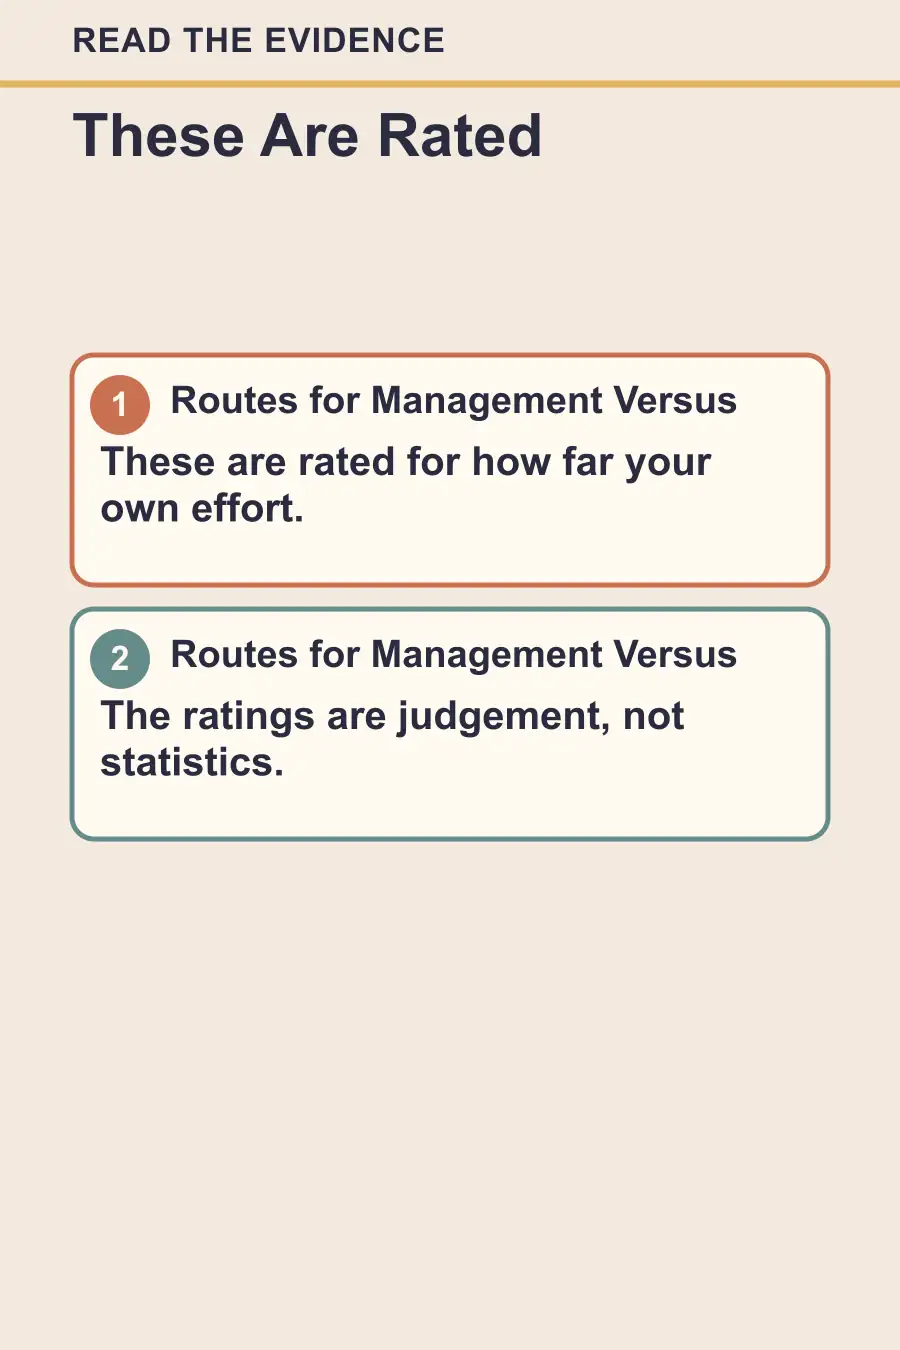 READ THE EVIDENCE
These Are Rated
1
Routes for Management Versus
These are rated for how far your
own effort.
2
Routes for Management Versus
The ratings are judgement, not
statistics.